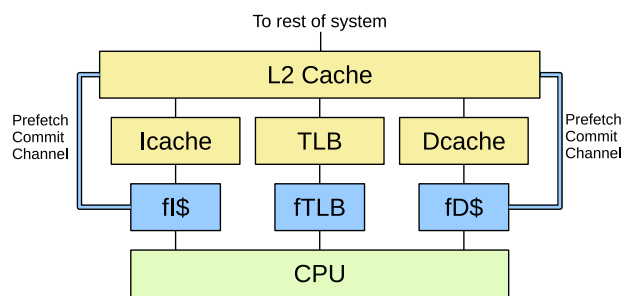 To rest of system
L2 Cache
Prefetch
Commit
Channel
Prefetch
Commit
Channel
Icache
TLB
Dcache
fI$
fTLB
fD$
CPU